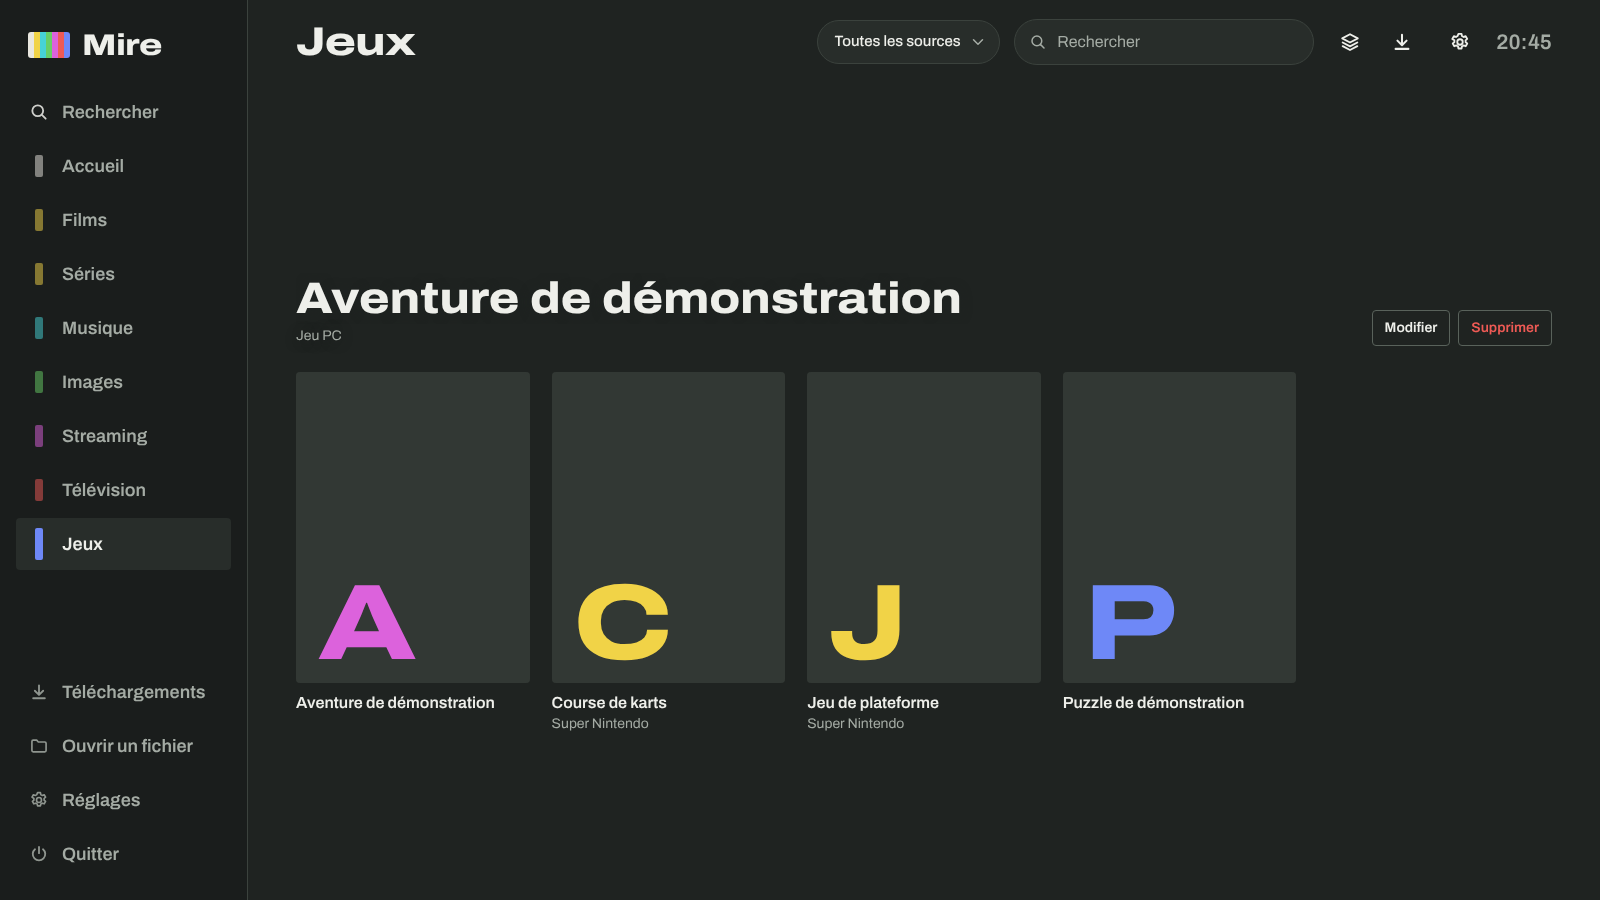 Mire
Rechercher
Accueil
Films
Séries
Musique
Images
Streaming
Télévision
Jeux
Téléchargements
Ouvrir un fichier
Réglages
Quitter
Jeux
Toutes les sources
Rechercher
20:45
Aventure de démonstration
Jeu PC
Modifier
Supprimer
A
C
J
P
Aventure de démonstration
Course de karts
Super Nintendo
Jeu de plateforme
Super Nintendo
Puzzle de démonstration